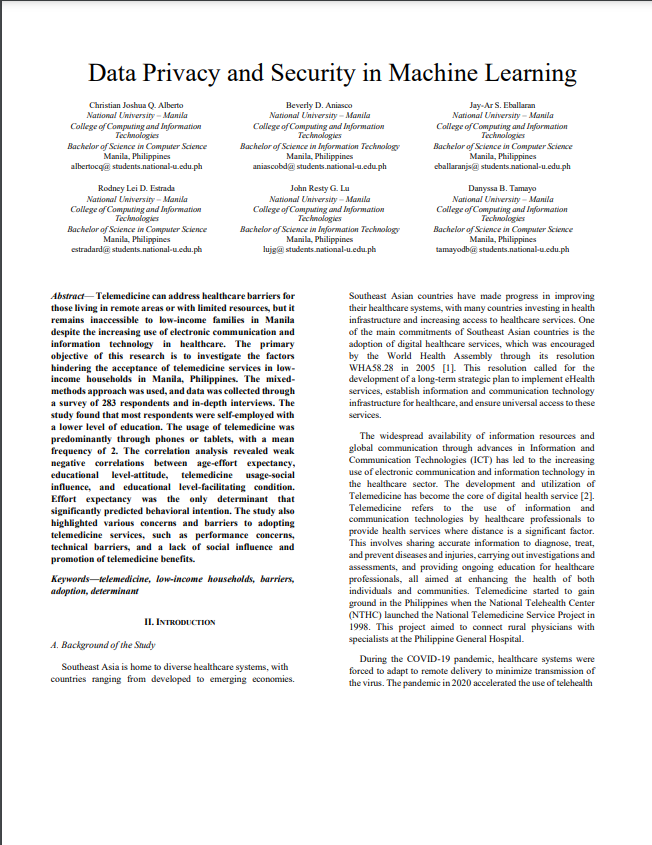 Data Privacy and Security in Machine Learning
Christian Joshua Q. Alberto
National University – Manila
College of Computing and Information
Technologies
Bachelor of Science in Computer Science
Manila, Philippines
albertocq@ students.national-u.edu.ph
Beverly D. Aniasco
National University – Manila
College of Computing and Information
Technologies
Bachelor of Science in Information Technology
Manila, Philippines
aniascobd@ students.national-u.edu.ph
Jay-Ar S. Eballaran
National University – Manila
College of Computing and Information
Technologies
Bachelor of Science in Computer Science
Manila, Philippines
eballaranjs@ students.national-u.edu.ph
Rodney Lei D. Estrada
National University – Manila
College of Computing and Information
Technologies
Bachelor of Science in Computer Science
Manila, Philippines
estradard@ students.national-u.edu.ph
John Resty G. Lu
National University – Manila
College of Computing and Information
Technologies
Bachelor of Science in Information Technology
Manila, Philippines
lujg@ students.national-u.edu.ph
Danyssa B. Tamayo
National University – Manila
College of Computing and Information
Technologies
Bachelor of Science in Computer Science
Manila, Philippines
tamayodb@ students.national-u.edu.ph
Abstract— Telemedicine can address healthcare barriers for
those living in remote areas or with limited resources, but it
remains inaccessible to low-income families in Manila
despite the increasing use of electronic communication and
information technology in healthcare. The primary
objective of this research is to investigate the factors
hindering the acceptance of telemedicine services in low-
income households in Manila, Philippines. The mixed-
methods approach was used, and data was collected through
a survey of 283 respondents and in-depth interviews. The
study found that most respondents were self-employed with
a lower level of education. The usage of telemedicine was
predominantly through phones or tablets, with a mean
frequency of 2. The correlation analysis revealed weak
negative correlations between age-effort expectancy,
educational level-attitude, telemedicine usage-social
influence, and educational level-facilitating condition.
Effort expectancy was the only determinant that
significantly predicted behavioral intention. The study also
highlighted various concerns and barriers to adopting
telemedicine services, such as performance concerns,
technical barriers, and a lack of social influence and
promotion of telemedicine benefits.
Keywords—telemedicine, low-income households, barriers,
adoption, determinant
II. INTRODUCTION
A. Background of the Study
Southeast Asia is home to diverse healthcare systems, with
countries ranging from developed to emerging economies.
Southeast Asian countries have made progress in improving
their healthcare systems, with many countries investing in health
infrastructure and increasing access to healthcare services. One
of the main commitments of Southeast Asian countries is the
adoption of digital healthcare services, which was encouraged
by the World Health Assembly through its resolution
WHA58.28 in 2005 [1]. This resolution called for the
development of a long-term strategic plan to implement eHealth
services, establish information and communication technology
infrastructure for healthcare, and ensure universal access to these
services.
The widespread availability of information resources and
global communication through advances in Information and
Communication Technologies (ICT) has led to the increasing
use of electronic communication and information technology in
the healthcare sector. The development and utilization of
Telemedicine has become the core of digital health service [2].
Telemedicine refers to the use of information and
communication technologies by healthcare professionals to
provide health services where distance is a significant factor.
This involves sharing accurate information to diagnose, treat,
and prevent diseases and injuries, carrying out investigations and
assessments, and providing ongoing education for healthcare
professionals, all aimed at enhancing the health of both
individuals and communities. Telemedicine started to gain
ground in the Philippines when the National Telehealth Center
(NTHC) launched the National Telemedicine Service Project in
1998. This project aimed to connect rural physicians with
specialists at the Philippine General Hospital.
During the COVID-19 pandemic, healthcare systems were
forced to adapt to remote delivery to minimize transmission of
the virus. The pandemic in 2020 accelerated the use of telehealth